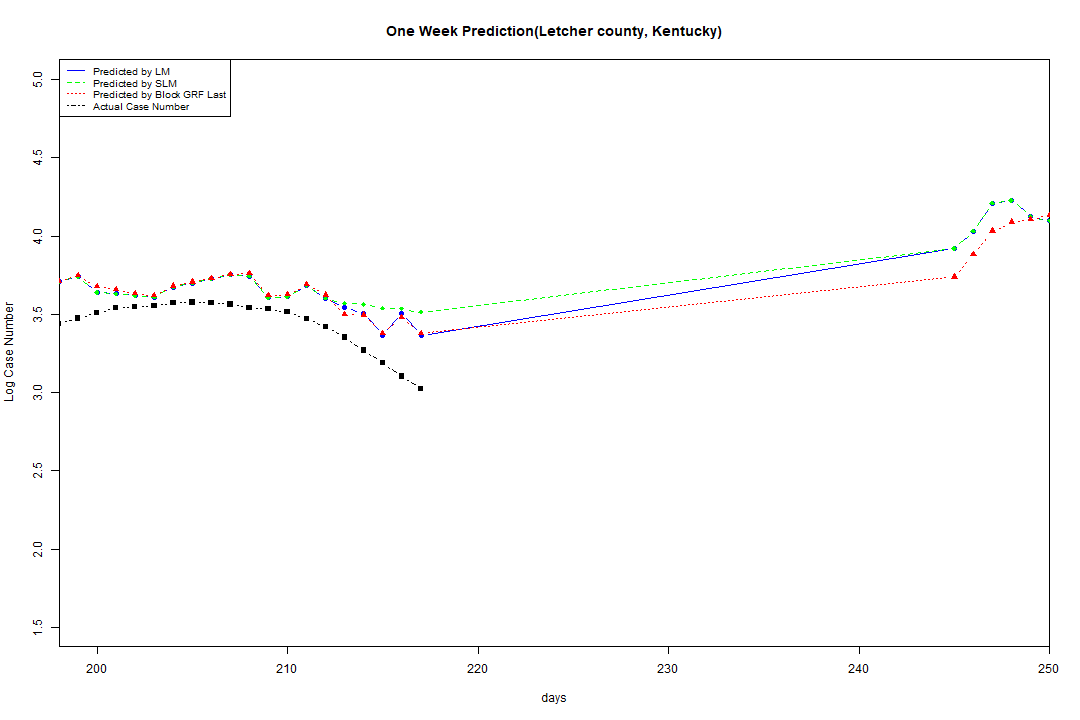 One Week Prediction(Letcher county, Kentucky)
Predicted by LM
Predicted by SLM
Predicted by Block GRF Last
Actual Case Number
5.0
4.5
4.0
3.5
3.0
2.5
2.0
1.5
Log Case Number
200 210 220 230 240 250
days